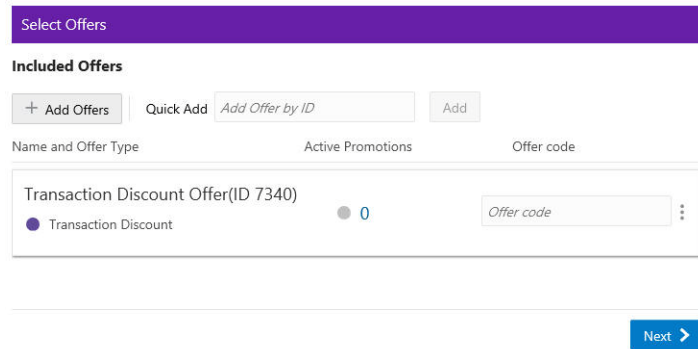 Select Offers
Included Offers
+ Add Offers Quick Add Add Offer by ID Add
Name and Offer Type Active Promotions Offer code
Transaction Discount Offer(ID 7340)
0 Offer code
Transaction Discount
Next